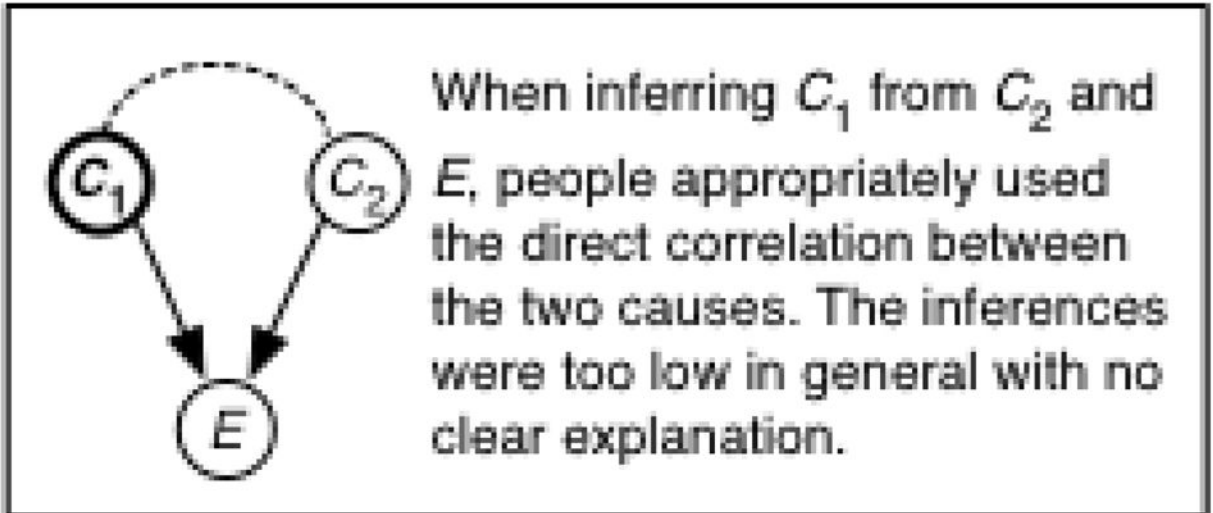 When inferring C₁ from C₂ and
C₁
C₂
E, people appropriately used
the direct correlation between
the two causes. The inferences
were too low in general with no
clear explanation.
E